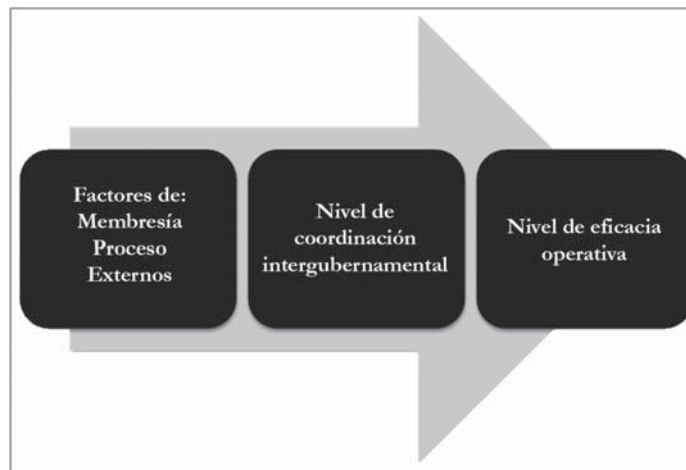 Factores de:
Membresía
Proceso
Externos
Nivel de
coordinación
intergubernamental
Nivel de eficacia
operativa